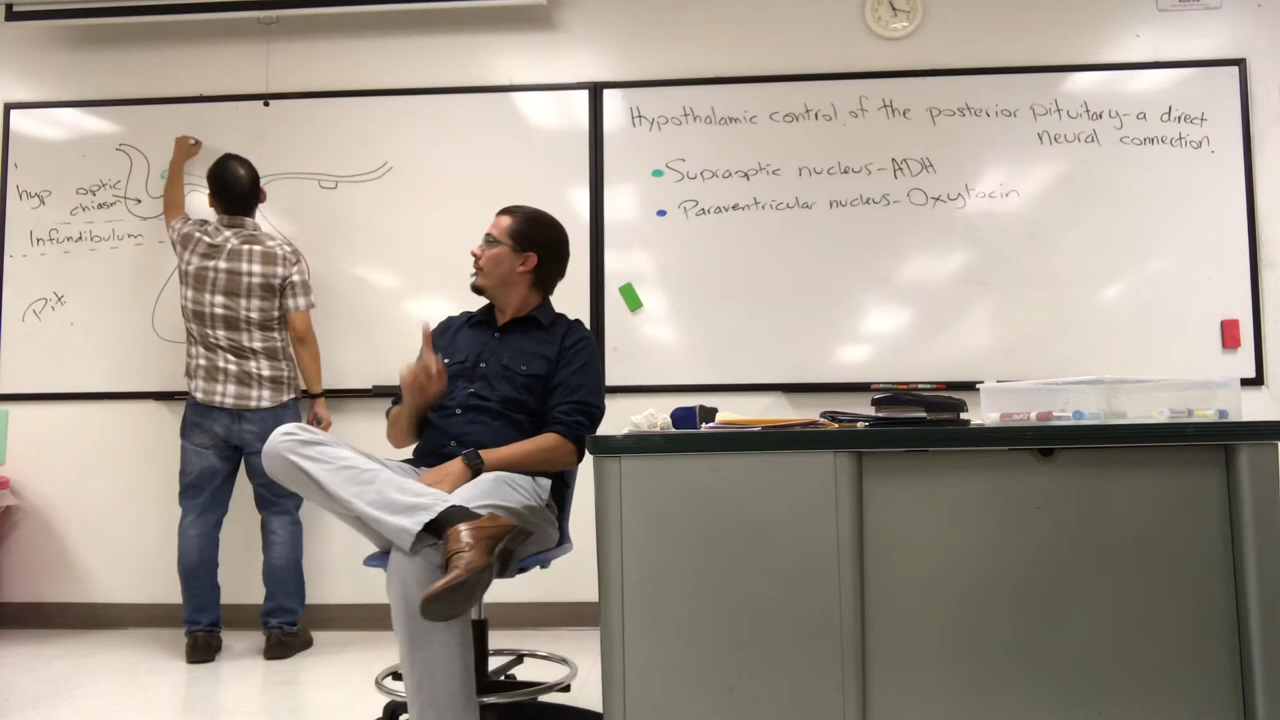 hyp optic
chiasm
Infundibulum
Pit.
Hypothalamic control of the posterior pituitary-a direct
neural connection.
Supraoptic nucleus-ADH
Paraventricular nucleus-Oxytocin
EXPO